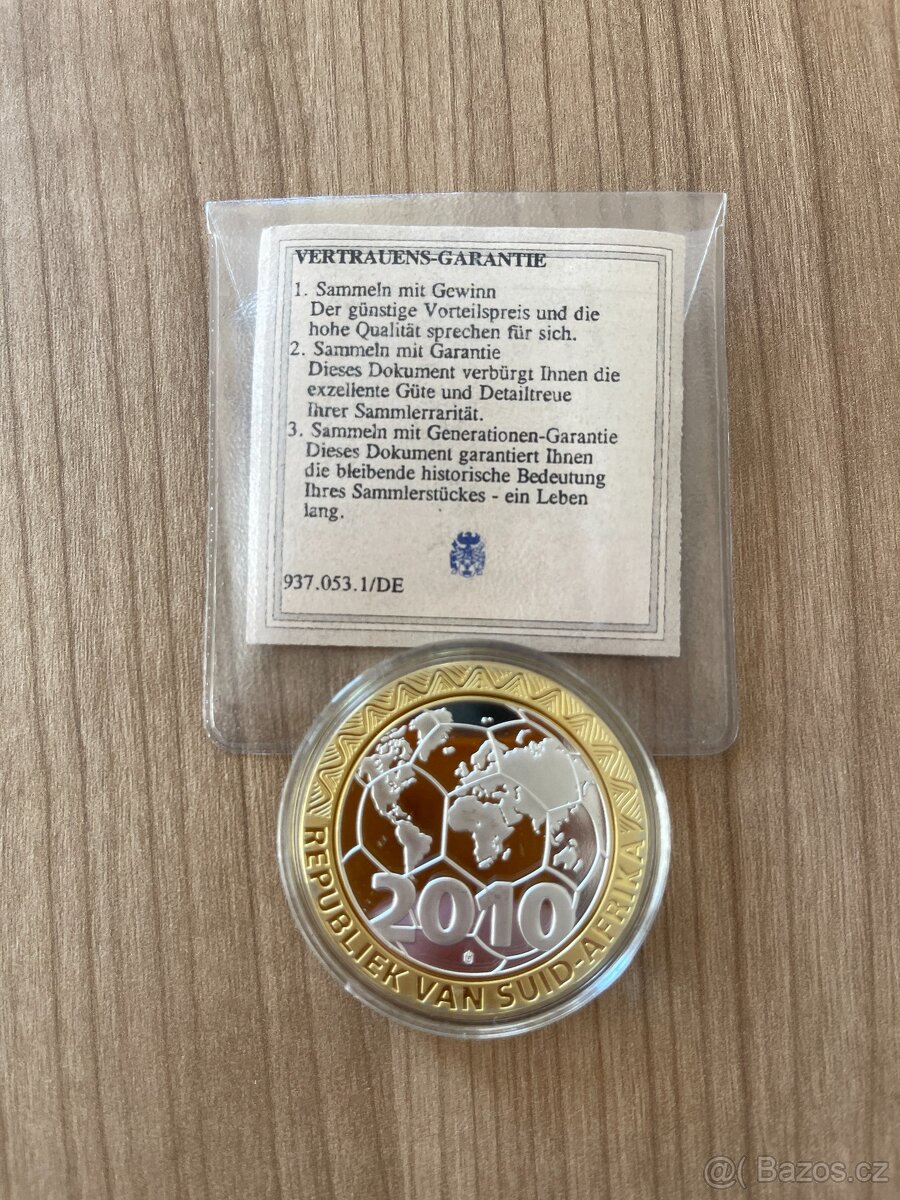 VERTRAUENS-GARANTIE
1. Sammeln mit Gewinn
Der günstige Vorteilspreis und die
hohe Qualität sprechen für sich.
2. Sammeln mit Garantie
Dieses Dokument verbürgt Ihnen die
exzellente Güte und Detailtreue
Ihrer Sammlerrarität.
3. Sammeln mit Generationen-Garantie
Dieses Dokument garantiert Ihnen
die bleibende historische Bedeutung
Ihres Sammlerstückes - ein Leben
lang.
937.053.1/DE
2010
REPUBLIEK VAN SUID-AFRIKA
@( Bazos.cz